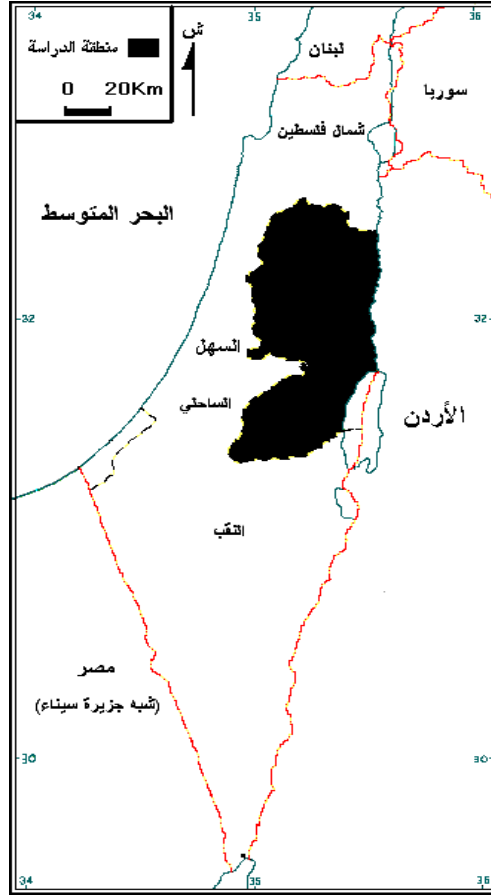 34 35 36
منطقة الدراسة
0 20Km
ش
لبنان
سوريا
شمال فلسطين
البحر المتوسط
32 32
السهل
الساحلي
الأردن
النقب
مصر
(شبه جزيرة سيناء)
30 30
34 35 36